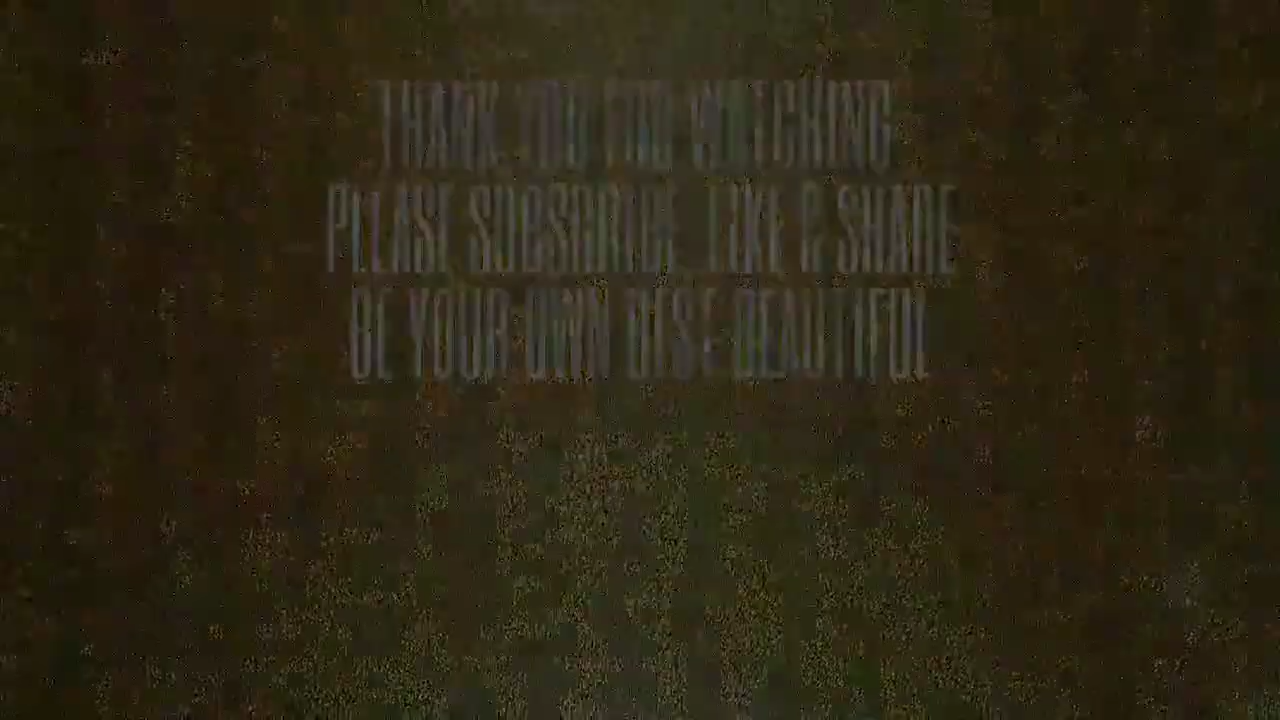 THANK YOU FOR WATCHING
PLEASE SUBSCRIBE, LIKE & SHARE
BE YOUR OWN BEAUTIFUL